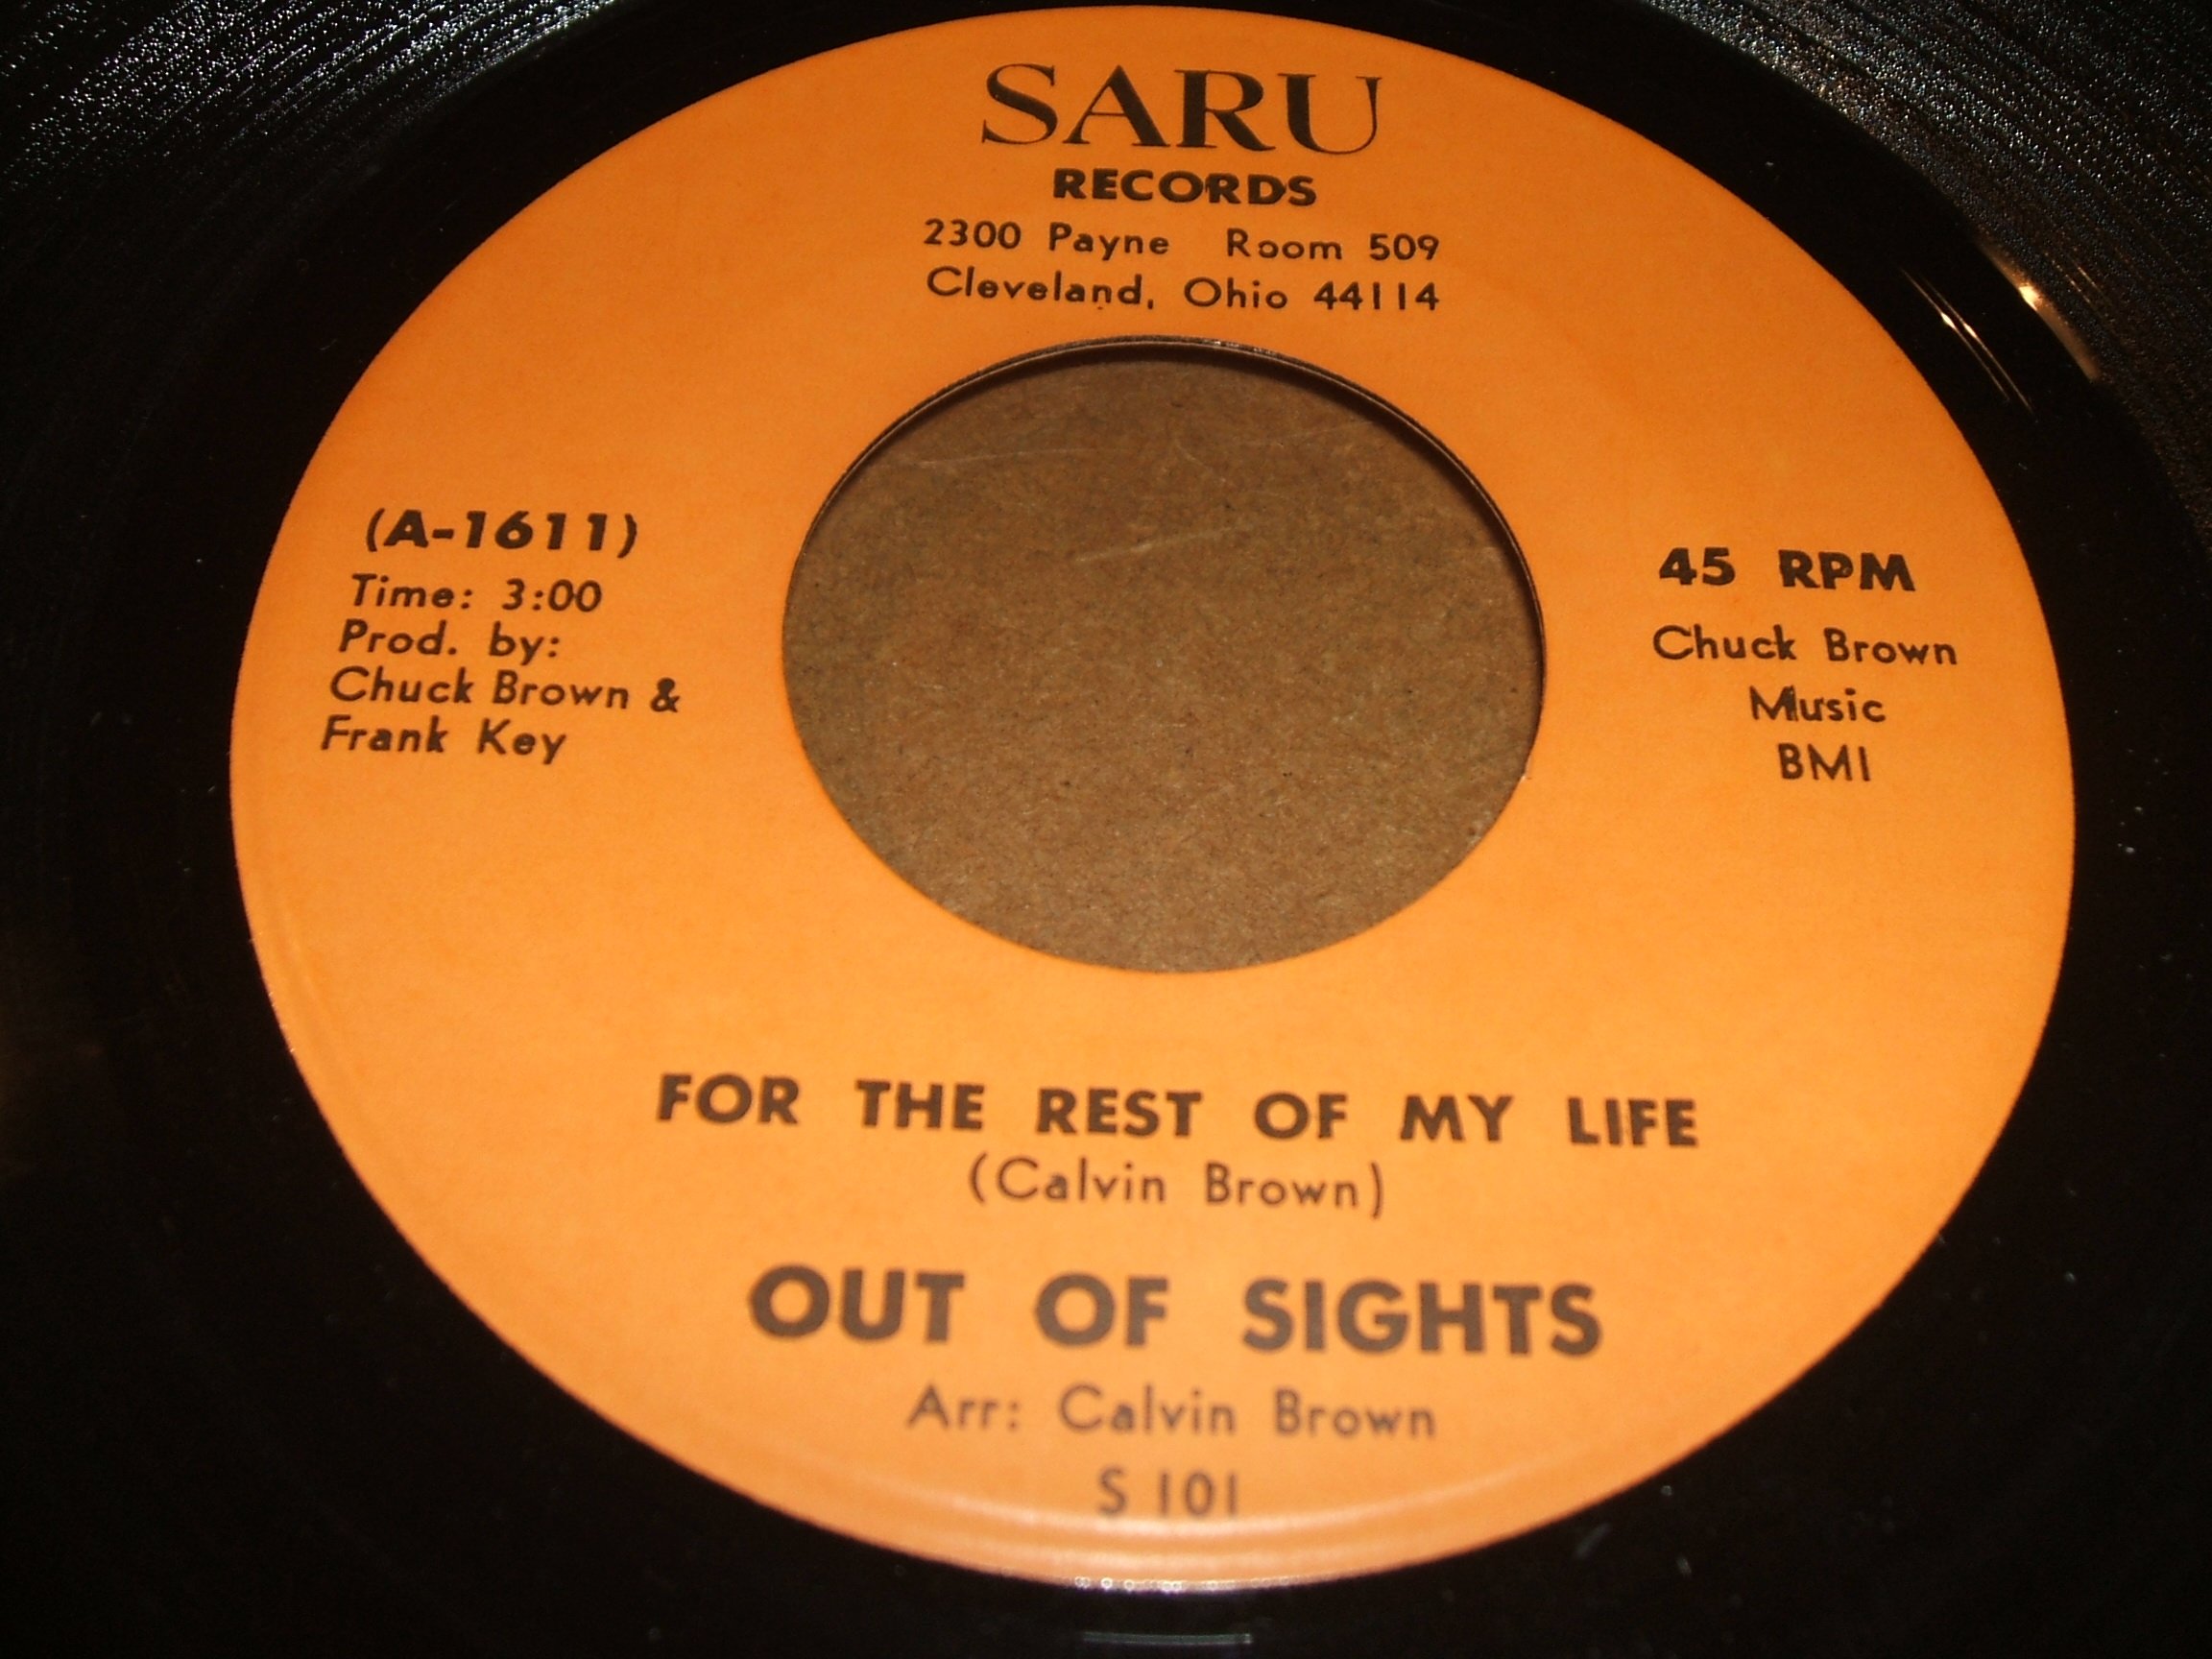 SARU
RECORDS
2300 Payne Room 509
Cleveland, Ohio 44114
(A-1611)
Time: 3:00
Prod. by:
Chuck Brown &
Frank Key
45 RPM
Chuck Brown
Music
BMI
FOR THE REST OF MY LIFE
(Calvin Brown)
OUT OF SIGHTS
Arr: Calvin Brown
S 101